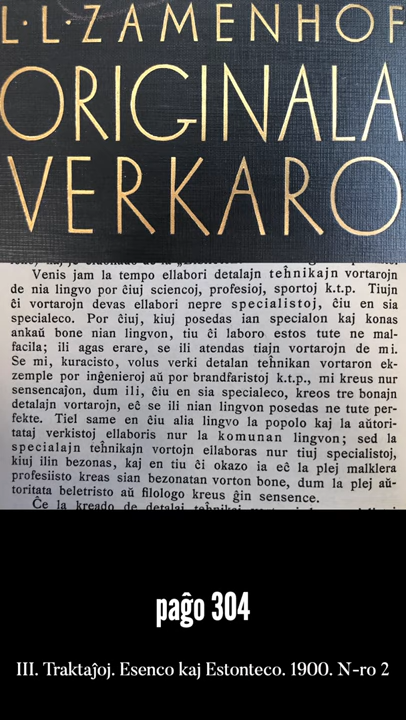 L·L·ZAMENHOF
ORIGINALA
VERKARO
Venis jam la tempo ellabori detalajn teĥnikajn vortarojn
de nia lingvo por ĉiuj sciencoj, profesioj, sportoj k.t.p. Tiujn
ĉi vortarojn devas ellabori nepre specialistoj, ĉiu en sia
specialeco. Por ĉiuj, kiuj posedas ian specialon kaj konas
ankaŭ bone nian lingvon, tiu ĉi laboro estos tute ne mal-
facila; ili agas erare, se ili atendas tiajn vortarojn de mi.
Se mi, kuracisto, volus verki detalan teĥnikan vortaron ek-
zemple por inĝenieroj aŭ por brandfaristoj k.t.p., mi kreus nur
sensencaĵon, dum ili, ĉiu en sia specialeco, kreos tre bonajn
detalajn vortarojn, eĉ se ili nian lingvon posedas ne tute per-
fekte. Tiel same en ĉiu alia lingvo la popolo kaj la aŭtori-
tataj verkistoj ellaboris nur la komunan lingvon; sed la
specialajn teĥnikajn vortojn ellaboras nur tiuj specialistoj,
kiuj ilin bezonas, kaj en tiu ĉi okazo ia eĉ la plej malklera
profesiisto kreas sian bezonatan vorton bone, dum la plej aŭ-
toritata beletristo aŭ filologo kreus ĝin sensence.
Ĉe la kreado de detalaj teĥnikaj
paĝo 304
III. Traktaĵoj. Esenco kaj Estonteco. 1900. N-ro 2